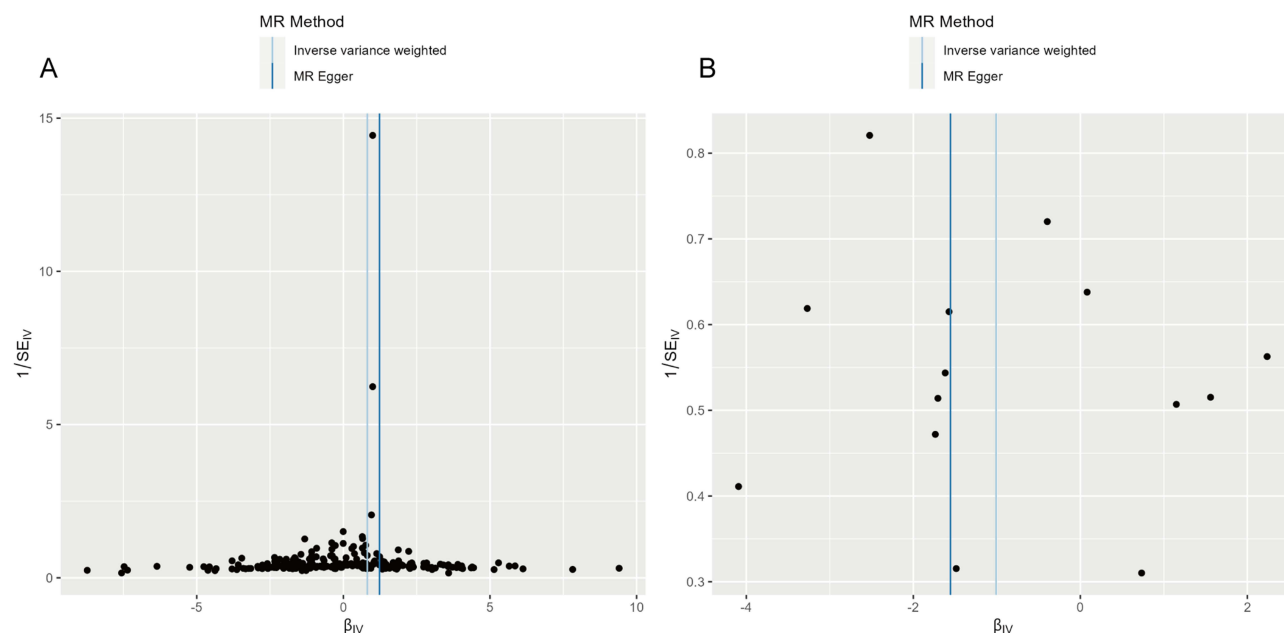 MR Method
Inverse variance weighted
MR Egger
A
15
10
5
0
1/SE_IV
-5
0
5
10
β_IV
MR Method
Inverse variance weighted
MR Egger
B
0.8
0.7
0.6
0.5
0.4
0.3
1/SE_IV
-4
-2
0
2
β_IV